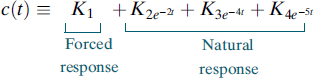 c(t) ≡ K₁ + K₂e⁻²ᵗ + K₃e⁻⁴ᵗ + K₄e⁻⁵ᵗ
Forced Natural
response response